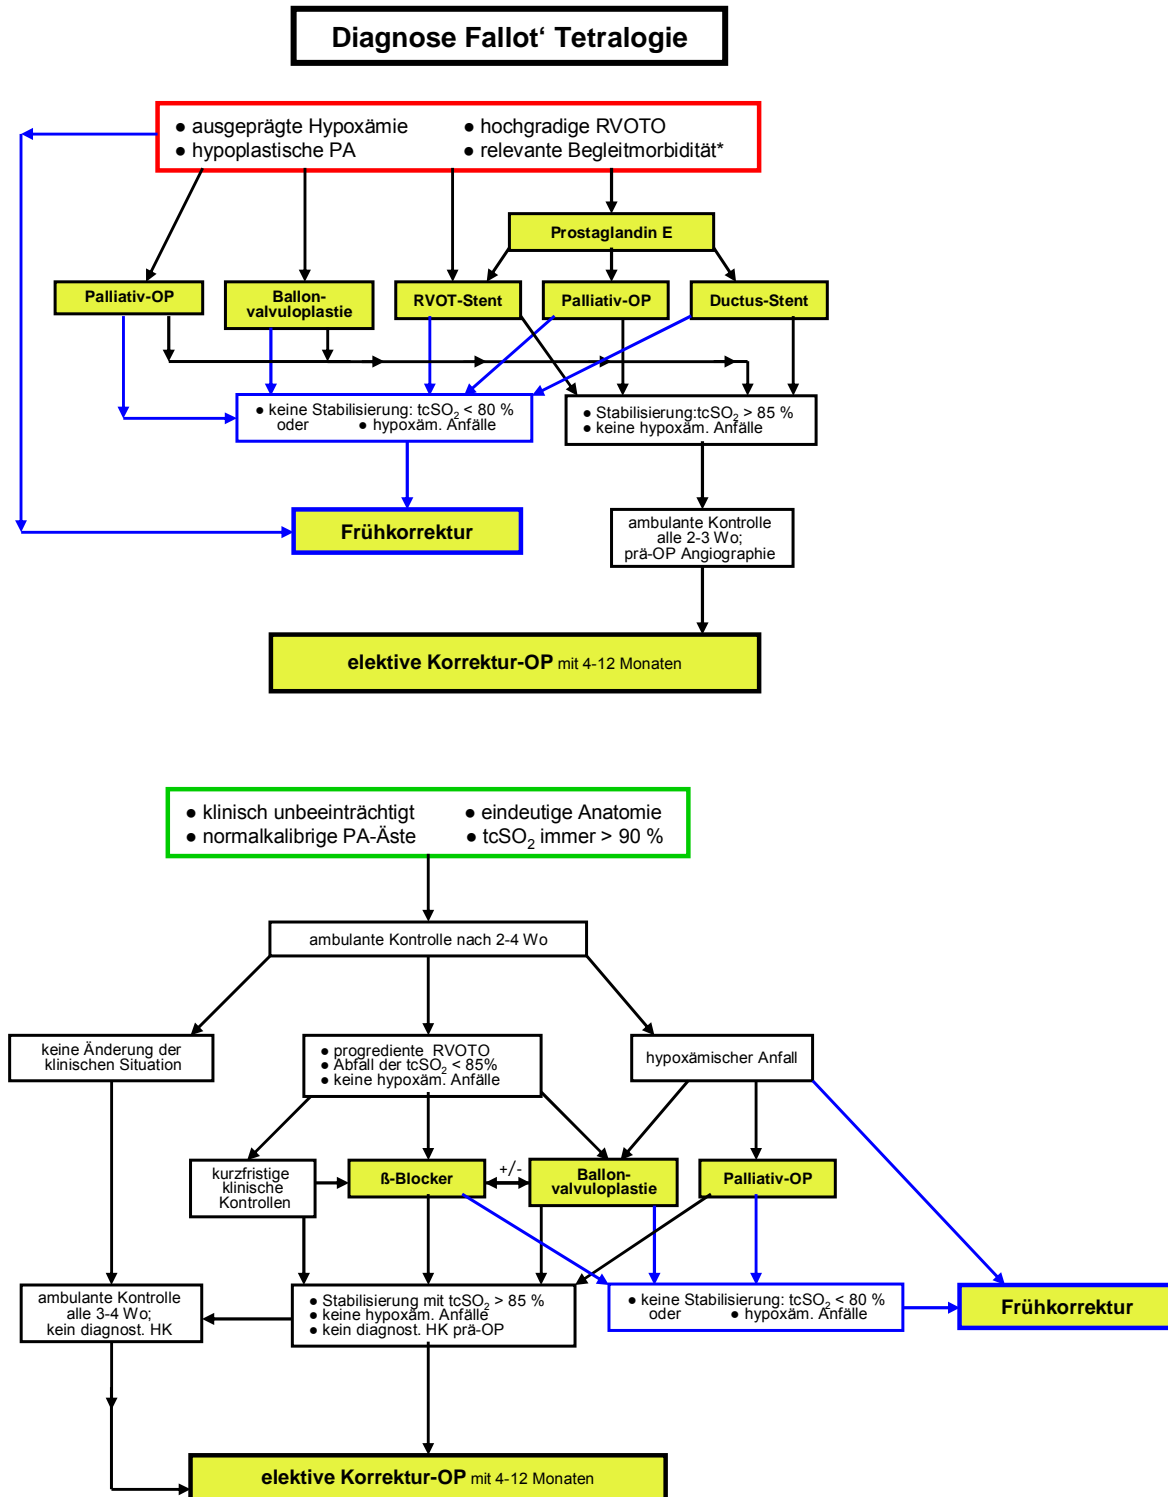 Diagnose Fallot‘ Tetralogie
● ausgeprägte Hypoxämie ● hochgradige RVOTO
● hypoplastische PA ● relevante Begleitmorbidität*
Prostaglandin E
Palliativ-OP
Ballon-
valvuloplastie
RVOT-Stent
Palliativ-OP
Ductus-Stent
● keine Stabilisierung: tcSO₂ < 80 %
oder ● hypoxäm. Anfälle
● Stabilisierung:tcSO₂ > 85 %
● keine hypoxäm. Anfälle
Frühkorrektur
ambulante Kontrolle
alle 2-3 Wo;
prä-OP Angiographie
elektive Korrektur-OP mit 4-12 Monaten
● klinisch unbeeinträchtigt ● eindeutige Anatomie
● normalkalibrige PA-Äste ● tcSO₂ immer > 90 %
ambulante Kontrolle nach 2-4 Wo
keine Änderung der
klinischen Situation
● progrediente RVOTO
● Abfall der tcSO₂ < 85%
● keine hypoxäm. Anfälle
hypoxämischer Anfall
kurzfristige
klinische
Kontrollen
ß-Blocker
+/-
Ballon-
valvuloplastie
Palliativ-OP
ambulante Kontrolle
alle 3-4 Wo;
kein diagnost. HK
● Stabilisierung mit tcSO₂ > 85 %
● keine hypoxäm. Anfälle
● kein diagnost. HK prä-OP
● keine Stabilisierung: tcSO₂ < 80 %
oder ● hypoxäm. Anfälle
Frühkorrektur
elektive Korrektur-OP mit 4-12 Monaten